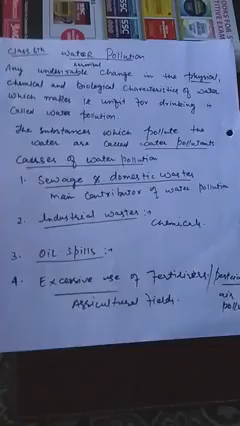 Class 6th Water Pollution
Any undesirable change in the physical,
chemical and biological characteristics of water
which makes it unfit for drinking is
called water pollution
The substances which pollute the
water are called water pollutants
Causes of water pollution
1. Sewage & domestic wastes
main contributor of water pollution
2. Industrial wastes :→
chemicals
3. Oil spills :→
4. Excessive use of Fertilizers/
Agricultural fields.
air